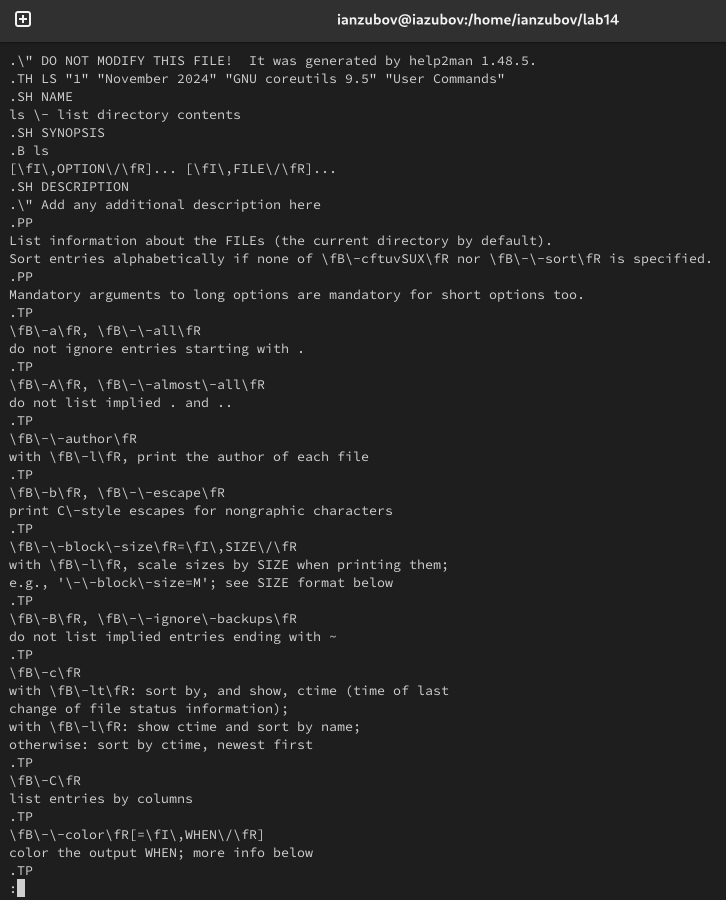 ianzubov@iazubov:/home/ianzubov/lab14
.\" DO NOT MODIFY THIS FILE!  It was generated by help2man 1.48.5.
.TH LS "1" "November 2024" "GNU coreutils 9.5" "User Commands"
.SH NAME
ls \- list directory contents
.SH SYNOPSIS
.B ls
[\fI\,OPTION\/\fR]... [\fI\,FILE\/\fR]...
.SH DESCRIPTION
.\" Add any additional description here
.PP
List information about the FILEs (the current directory by default).
Sort entries alphabetically if none of \fB\-cftuvSUX\fR nor \fB\-\-sort\fR is specified.
.PP
Mandatory arguments to long options are mandatory for short options too.
.TP
\fB\-a\fR, \fB\-\-all\fR
do not ignore entries starting with .
.TP
\fB\-A\fR, \fB\-\-almost\-all\fR
do not list implied . and ..
.TP
\fB\-\-author\fR
with \fB\-l\fR, print the author of each file
.TP
\fB\-b\fR, \fB\-\-escape\fR
print C\-style escapes for nongraphic characters
.TP
\fB\-\-block\-size\fR=\fI\,SIZE\/\fR
with \fB\-l\fR, scale sizes by SIZE when printing them;
e.g., '\-\-block\-size=M'; see SIZE format below
.TP
\fB\-B\fR, \fB\-\-ignore\-backups\fR
do not list implied entries ending with ~
.TP
\fB\-c\fR
with \fB\-lt\fR: sort by, and show, ctime (time of last
change of file status information);
with \fB\-l\fR: show ctime and sort by name;
otherwise: sort by ctime, newest first
.TP
\fB\-C\fR
list entries by columns
.TP
\fB\-\-color\fR[=\fI\,WHEN\/\fR]
color the output WHEN; more info below
.TP
: